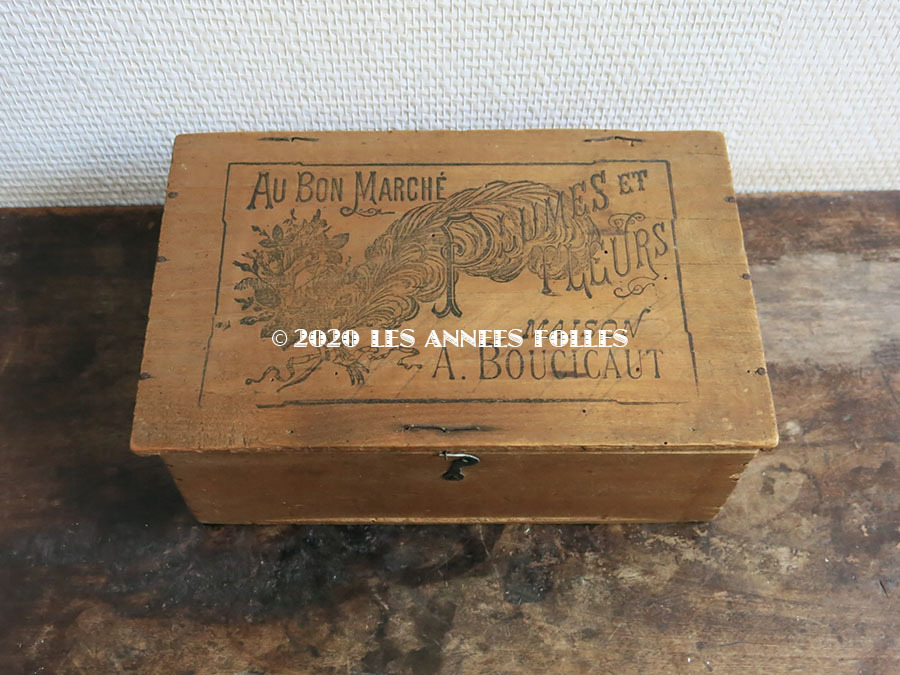 AU BON MARCHÉ
PLUMES ET
FLEURS
MAISON
A. BOUCICAUT
© 2020 LES ANNEES FOLLES